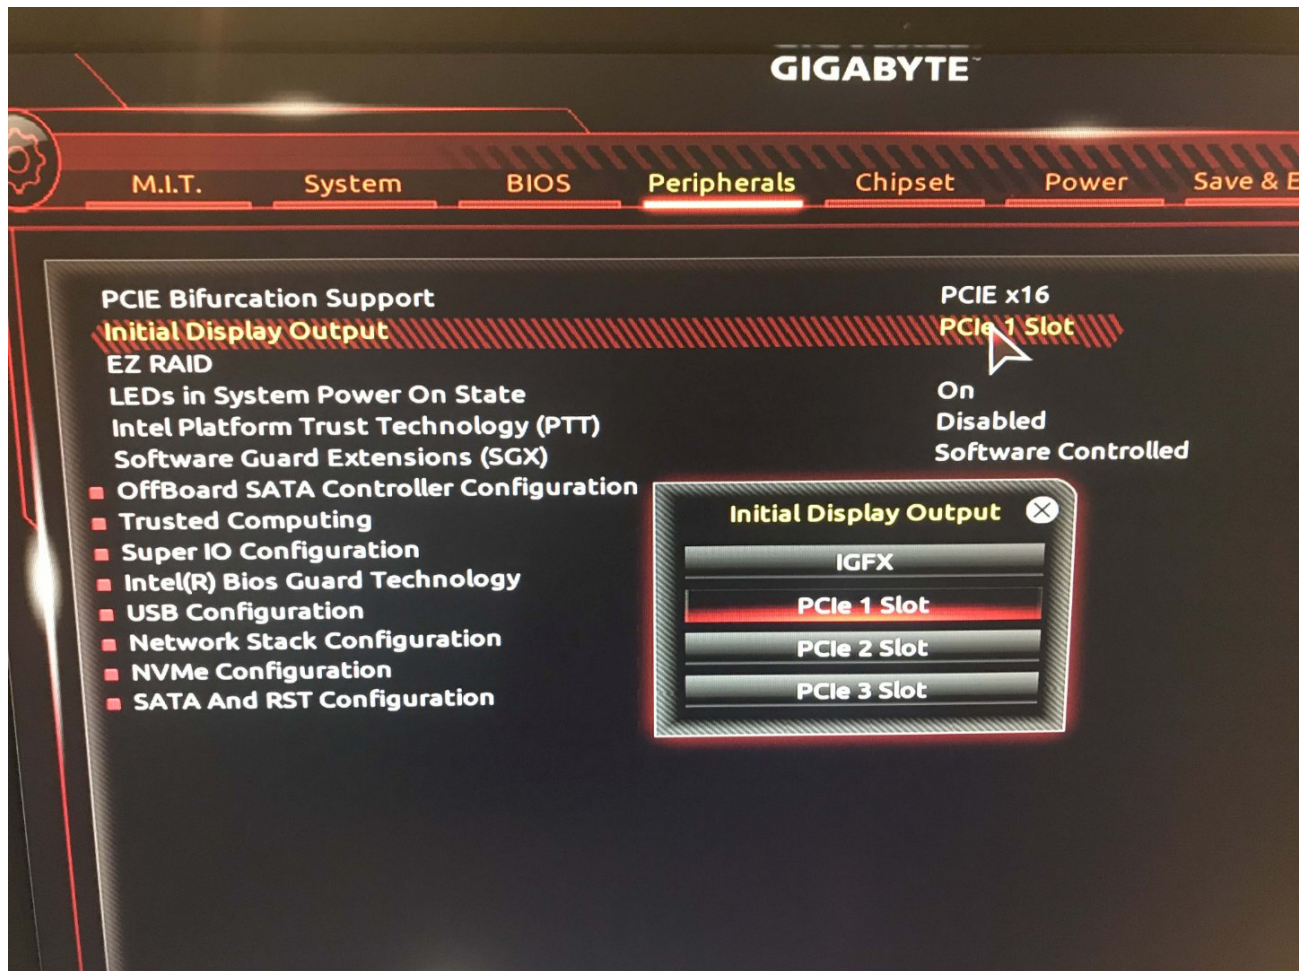 GIGABYTE
M.I.T. System BIOS Peripherals Chipset Power Save & E
PCIE Bifurcation Support PCIE x16
Initial Display Output PCIe 1 Slot
EZ RAID
LEDs in System Power On State On
Intel Platform Trust Technology (PTT) Disabled
Software Guard Extensions (SGX) Software Controlled
OffBoard SATA Controller Configuration
Trusted Computing
Super IO Configuration
Intel(R) Bios Guard Technology
USB Configuration
Network Stack Configuration
NVMe Configuration
SATA And RST Configuration
Initial Display Output
IGFX
PCIe 1 Slot
PCIe 2 Slot
PCIe 3 Slot